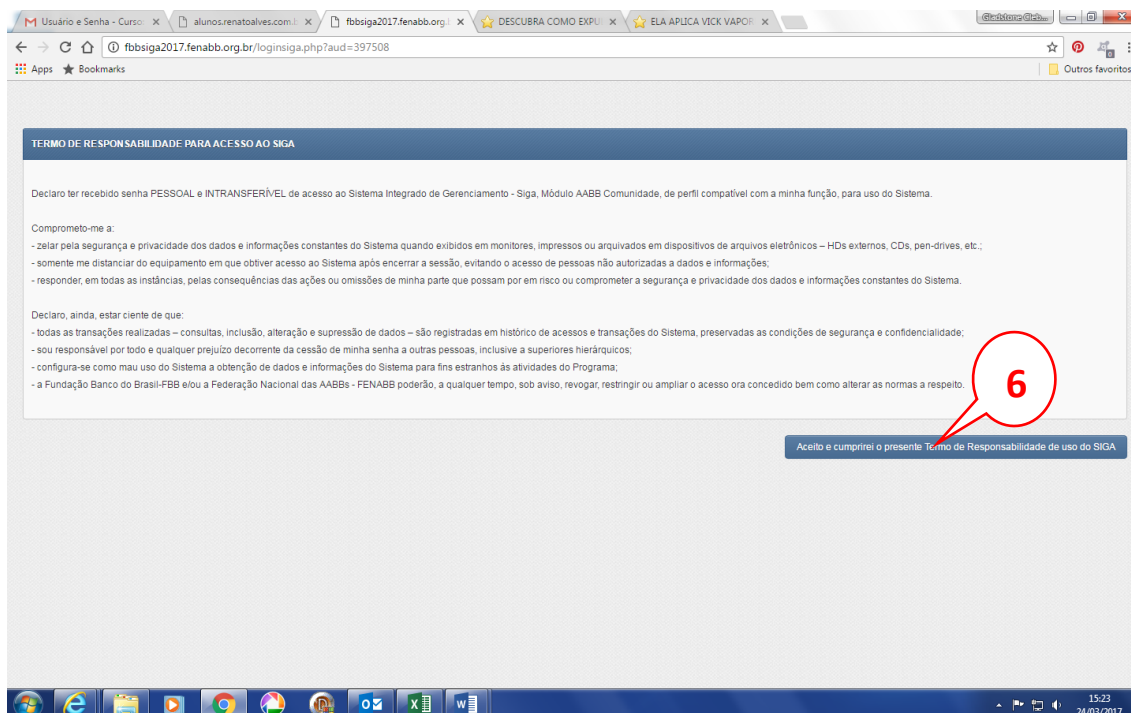 Usuário e Senha - Curso
alunos.renatoalves.com.b
fbbsiga2017.fenabb.org.
DESCUBRA COMO EXPU
ELA APLICA VICK VAPOR
fbbsiga2017.fenabb.org.br/loginsiga.php?aud=397508
Apps
Bookmarks
Outros favoritos
TERMO DE RESPONSABILIDADE PARA ACESSO AO SIGA
Declaro ter recebido senha PESSOAL e INTRANSFERÍVEL de acesso ao Sistema Integrado de Gerenciamento - Siga, Módulo AABB Comunidade, de perfil compatível com a minha função, para uso do Sistema.
Comprometo-me a:
- zelar pela segurança e privacidade dos dados e informações constantes do Sistema quando exibidos em monitores, impressos ou arquivados em dispositivos de arquivos eletrônicos – HDs externos, CDs, pen-drives, etc.;
- somente me distanciar do equipamento em que obtiver acesso ao Sistema após encerrar a sessão, evitando o acesso de pessoas não autorizadas a dados e informações;
- responder, em todas as instâncias, pelas consequências das ações ou omissões de minha parte que possam por em risco ou comprometer a segurança e privacidade dos dados e informações constantes do Sistema.
Declaro, ainda, estar ciente de que:
- todas as transações realizadas – consultas, inclusão, alteração e supressão de dados – são registradas em histórico de acessos e transações do Sistema, preservadas as condições de segurança e confidencialidade;
- sou responsável por todo e qualquer prejuízo decorrente da cessão de minha senha a outras pessoas, inclusive a superiores hierárquicos;
- configura-se como mau uso do Sistema a obtenção de dados e informações do Sistema para fins estranhos às atividades do Programa;
- a Fundação Banco do Brasil-FBB e/ou a Federação Nacional das AABBs - FENABB poderão, a qualquer tempo, sob aviso, revogar, restringir ou ampliar o acesso ora concedido bem como alterar as normas a respeito.
6
Aceito e cumprirei o presente Termo de Responsabilidade de uso do SIGA
15:23
24/03/2017